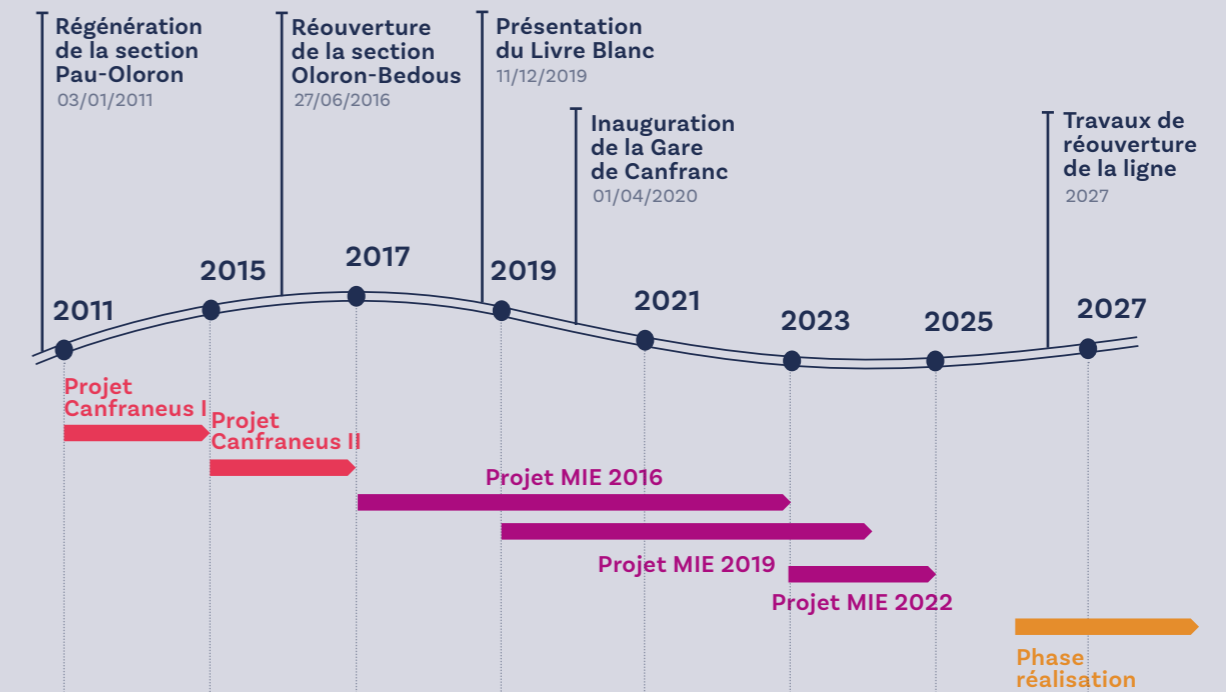 Régénération
de la section
Pau-Oloron
03/01/2011
Réouverture
de la section
Oloron-Bedous
27/06/2016
Présentation
du Livre Blanc
11/12/2019
Inauguration
de la Gare
de Canfranc
01/04/2020
Travaux de
réouverture
de la ligne
2027
2011
2015
2017
2019
2021
2023
2025
2027
Projet
Canfraneus I
Projet
Canfraneus II
Projet MIE 2016
Projet MIE 2019
Projet MIE 2022
Phase
réalisation